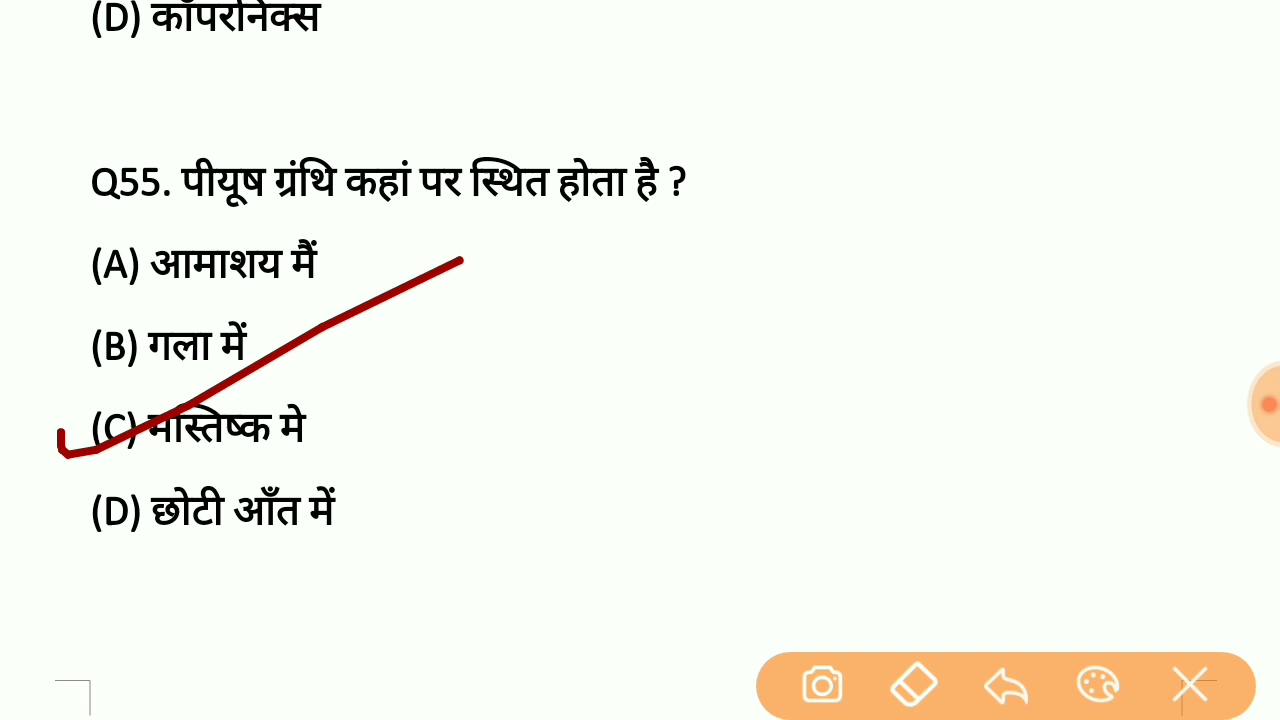 (D) कॉपरनिक्स
Q55. पीयूष ग्रंथि कहां पर स्थित होता है ?
(A) आमाशय मैं
(B) गला में
(C) मस्तिष्क मे
(D) छोटी आँत में